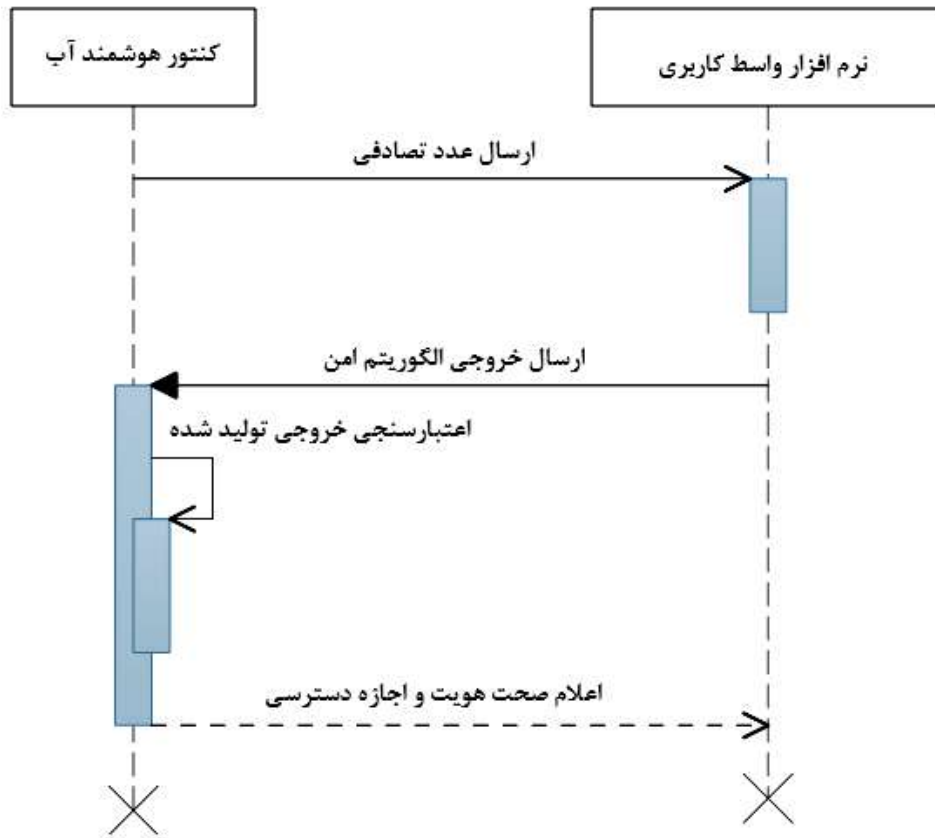 نرم افزار واسط کاربری
کنتور هوشمند آب
ارسال عدد تصادفی
ارسال خروجی الگوریتم امن
اعتبارسنجی خروجی تولید شده
اعلام صحت هویت و اجازه دسترسی